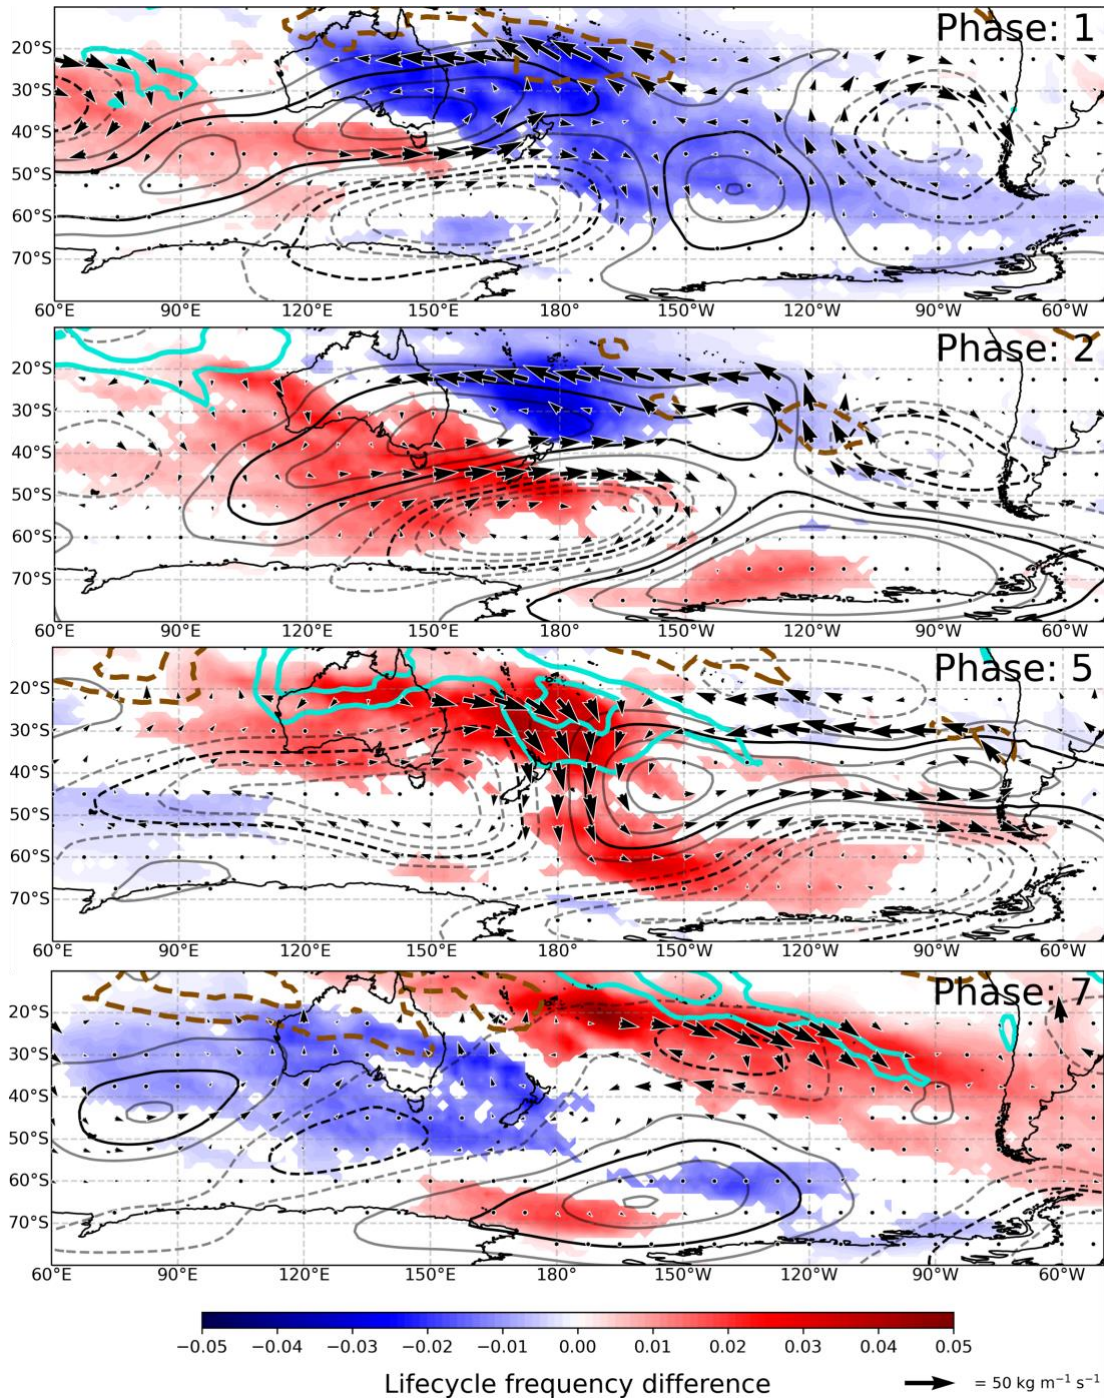 Phase: 1
20°S
30°S
40°S
50°S
60°S
70°S
60°E 90°E 120°E 150°E 180° 150°W 120°W 90°W 60°W
Phase: 2
20°S
30°S
40°S
50°S
60°S
70°S
60°E 90°E 120°E 150°E 180° 150°W 120°W 90°W 60°W
Phase: 5
20°S
30°S
40°S
50°S
60°S
70°S
60°E 90°E 120°E 150°E 180° 150°W 120°W 90°W 60°W
Phase: 7
20°S
30°S
40°S
50°S
60°S
70°S
60°E 90°E 120°E 150°E 180° 150°W 120°W 90°W 60°W
−0.05 −0.04 −0.03 −0.02 −0.01 0.00 0.01 0.02 0.03 0.04 0.05
Lifecycle frequency difference = 50 kg m⁻¹ s⁻¹